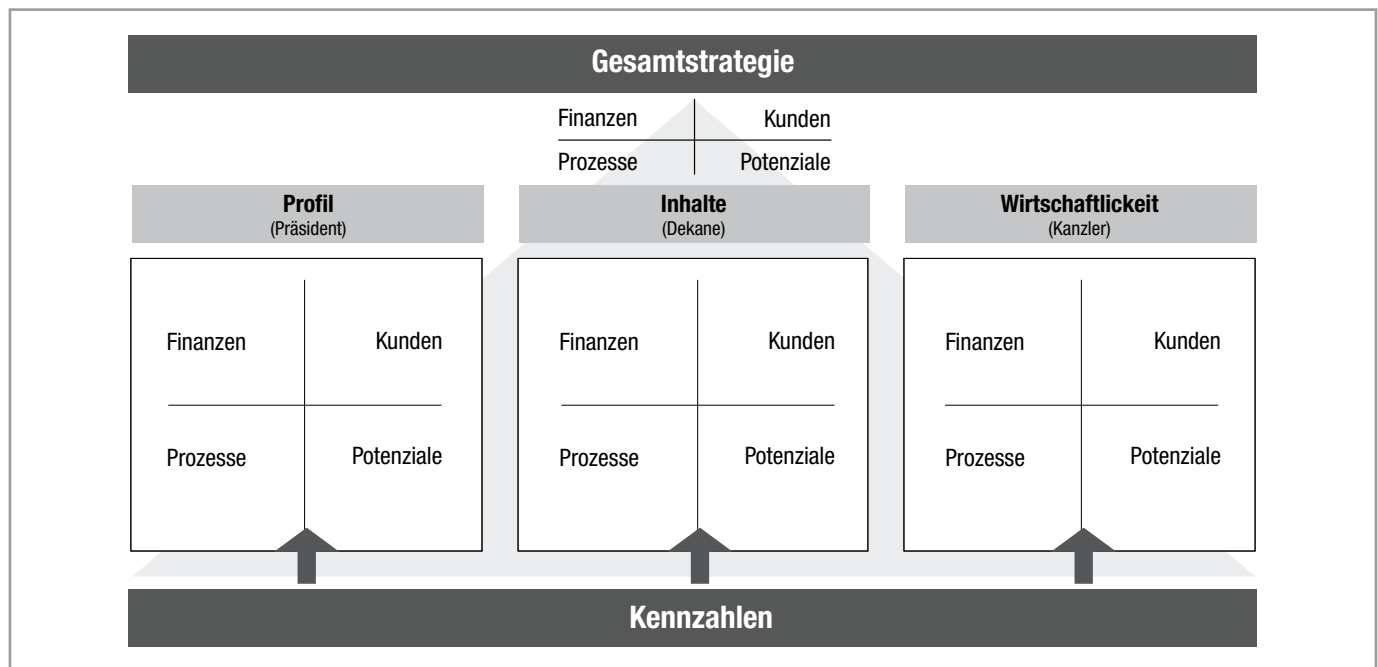 Gesamtstrategie
Finanzen Kunden
Prozesse Potenziale
Profil
(Präsident)
Inhalte
(Dekane)
Wirtschaftlickeit
(Kanzler)
Finanzen Kunden
Prozesse Potenziale
Finanzen Kunden
Prozesse Potenziale
Finanzen Kunden
Prozesse Potenziale
Kennzahlen